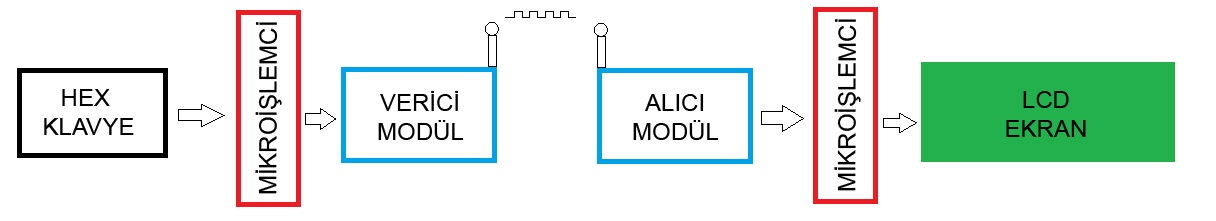 HEX
KLAVYE
MİKROİŞLEMCİ
VERİCİ
MODÜL
ALICI
MODÜL
MİKROİŞLEMCİ
LCD
EKRAN